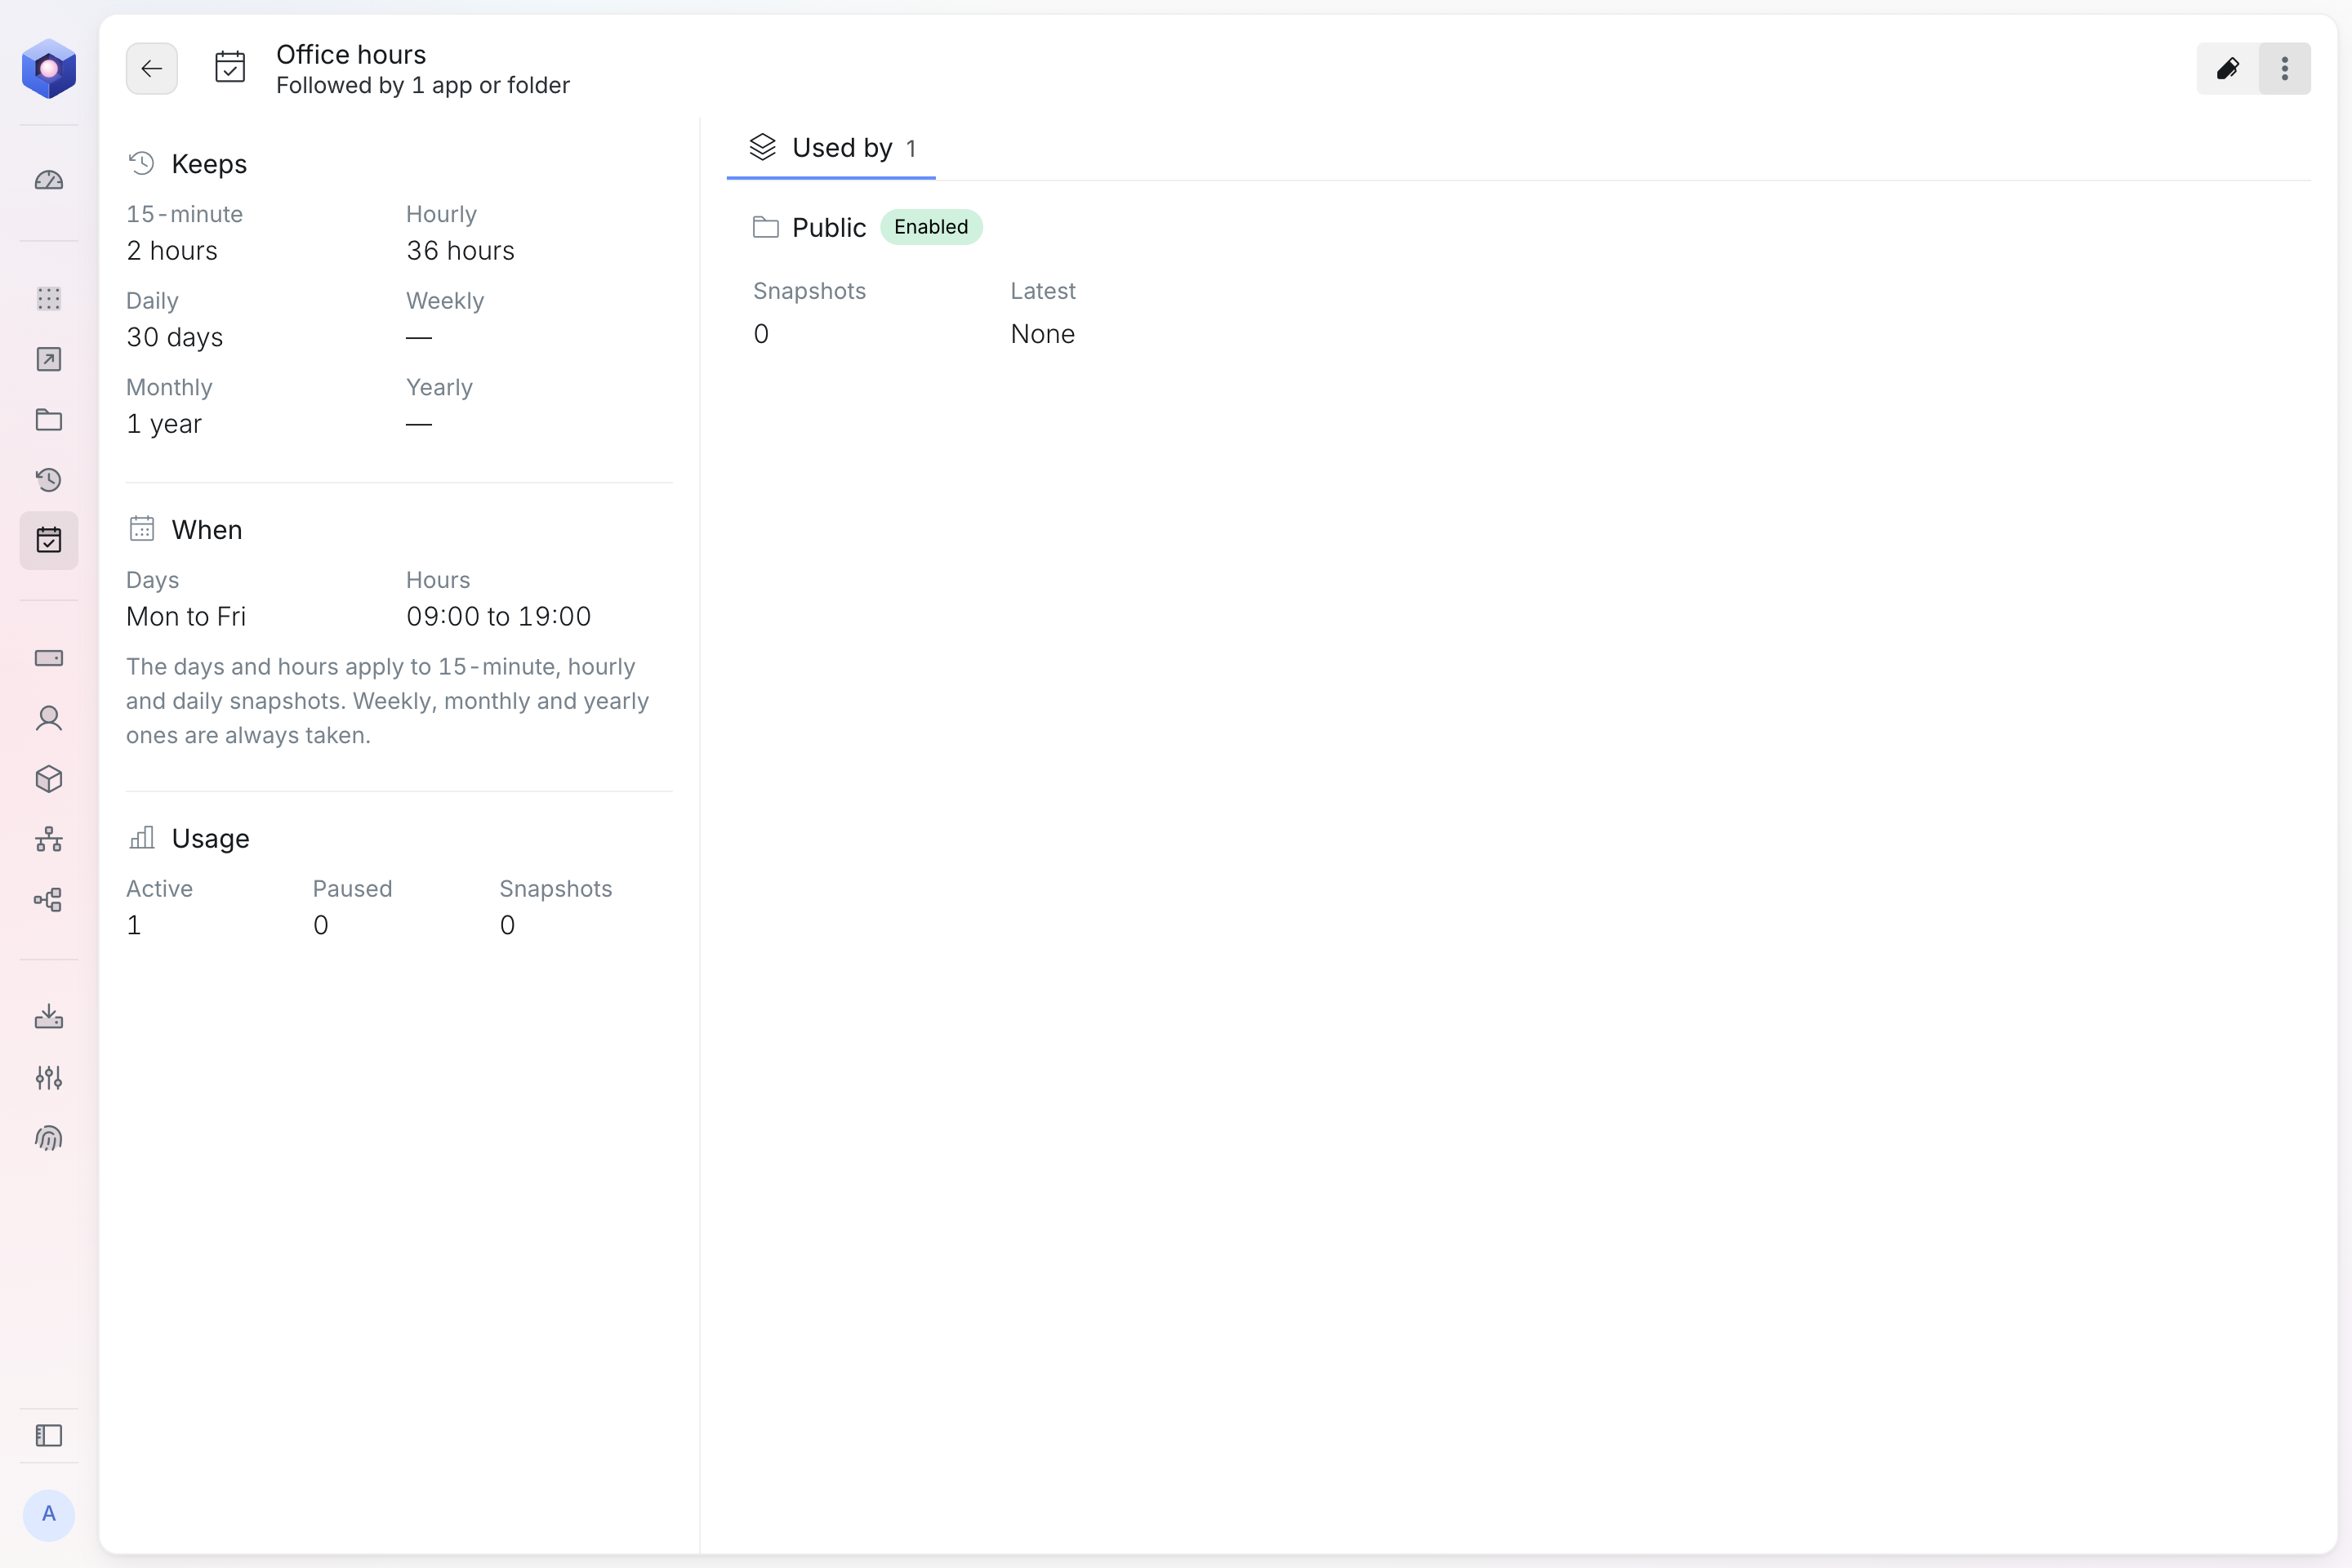 Office hours
Followed by 1 app or folder
Keeps
15-minute
Hourly
2 hours
36 hours
Daily
Weekly
30 days
—
Monthly
Yearly
1 year
—
When
Days
Hours
Mon to Fri
09:00 to 19:00
The days and hours apply to 15-minute, hourly
and daily snapshots. Weekly, monthly and yearly
ones are always taken.
Usage
Active
Paused
Snapshots
1
0
0
Used by 1
Public
Enabled
Snapshots
Latest
0
None
A